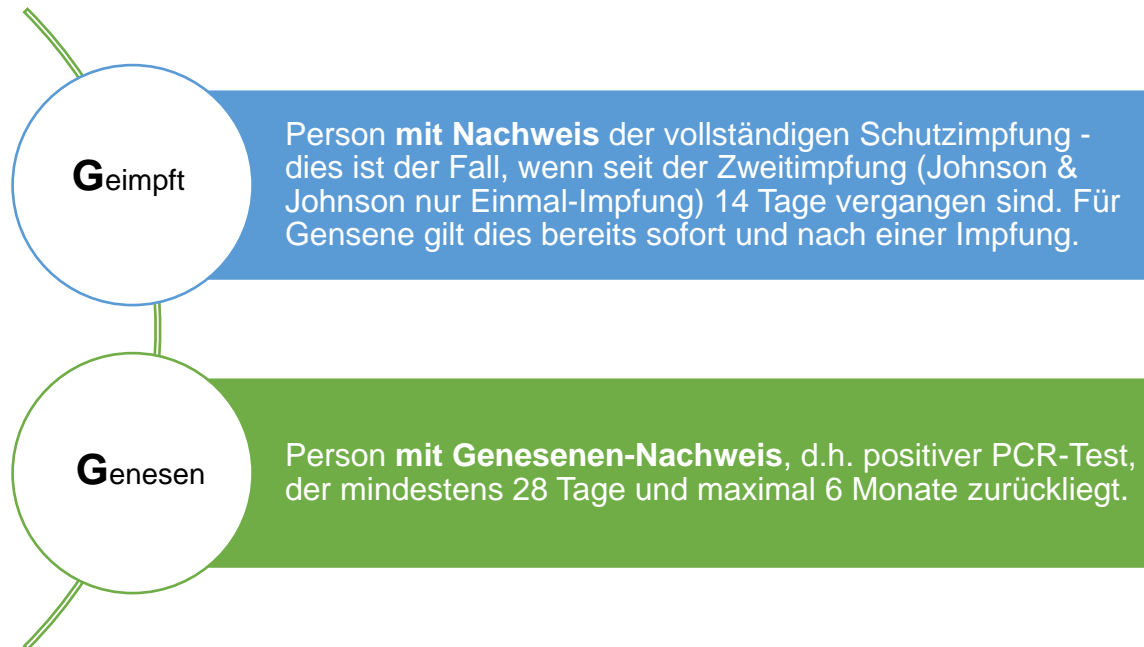 Geimpft
Person mit Nachweis der vollständigen Schutzimpfung -
dies ist der Fall, wenn seit der Zweitimpfung (Johnson &
Johnson nur Einmal-Impfung) 14 Tage vergangen sind. Für
Gensene gilt dies bereits sofort und nach einer Impfung.
Genesen
Person mit Genesenen-Nachweis, d.h. positiver PCR-Test,
der mindestens 28 Tage und maximal 6 Monate zurückliegt.